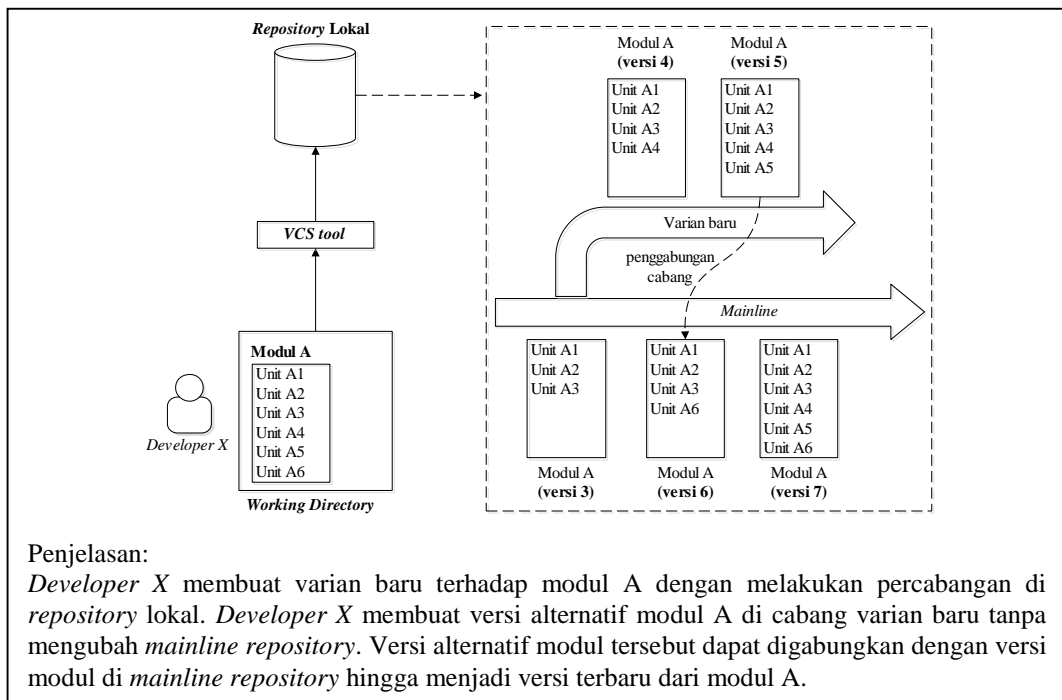 Repository Lokal
Modul A
(versi 4)
Unit A1
Unit A2
Unit A3
Unit A4
Modul A
(versi 5)
Unit A1
Unit A2
Unit A3
Unit A4
Unit A5
Varian baru
penggabungan
cabang
VCS tool
Mainline
Modul A
Unit A1
Unit A2
Unit A3
Unit A4
Unit A5
Unit A6
Developer X
Working Directory
Unit A1
Unit A2
Unit A3
Modul A
(versi 3)
Unit A1
Unit A2
Unit A3
Unit A6
Modul A
(versi 6)
Unit A1
Unit A2
Unit A3
Unit A4
Unit A5
Unit A6
Modul A
(versi 7)
Penjelasan:
Developer X membuat varian baru terhadap modul A dengan melakukan percabangan di
repository lokal. Developer X membuat versi alternatif modul A di cabang varian baru tanpa
mengubah mainline repository. Versi alternatif modul tersebut dapat digabungkan dengan versi
modul di mainline repository hingga menjadi versi terbaru dari modul A.